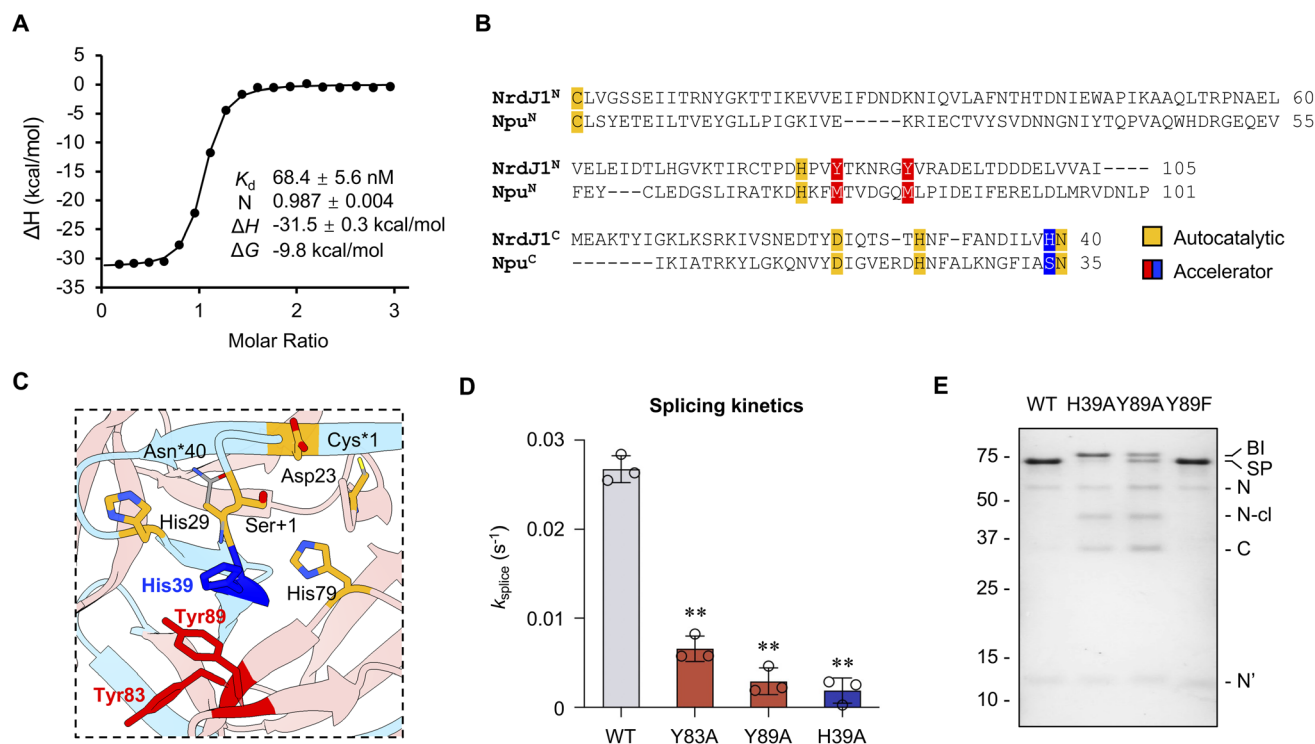 A
ΔH (kcal/mol)
5
0
-5
-10
-15
-20
-25
-30
-35
Kd 68.4 ± 5.6 nM
N 0.987 ± 0.004
ΔH -31.5 ± 0.3 kcal/mol
ΔG -9.8 kcal/mol
0 1 2 3
Molar Ratio
B
NrdJ1N CLVGSSEIITRNYGKTTIKEVVEIFDNDKNIQVLAFNTHTDNIEWAPIKAAQLTRPNAEL 60
NpuN CLSYETEILTVEYGLLPIGKIVE-----KRIECTVYSVDNNGNIYTQPVAQWHDRGEQEV 55
NrdJ1N VELEIDTLHGVKTIRCTPDHPVYTKNRGYVRADELTDDDELVVAI---- 105
NpuN FEY---CLEDGSLIRATKDHKFMTVDGQMLPIDEIFERELDLMRVDNLP 101
NrdJ1C MEAKTYIGKLKSRKIVSNEDTYDIQTS-THNF-FANDILVHN 40
NpuC -------IKIATRKYLGKQNVYDIGVERDHNFALKNGFIASN 35
Autocatalytic
Accelerator
C
Asn*40
Cys*1
Asp23
His29
Ser+1
His39
His79
Tyr89
Tyr83
D
Splicing kinetics
ksplice (s-1)
0.03
0.02
0.01
0
** ** **
WT Y83A Y89A H39A
E
WT H39A Y89A Y89F
75 -
50 -
37 -
25 -
15 -
10 -
BI
SP
- N
- N-cl
- C
- N'